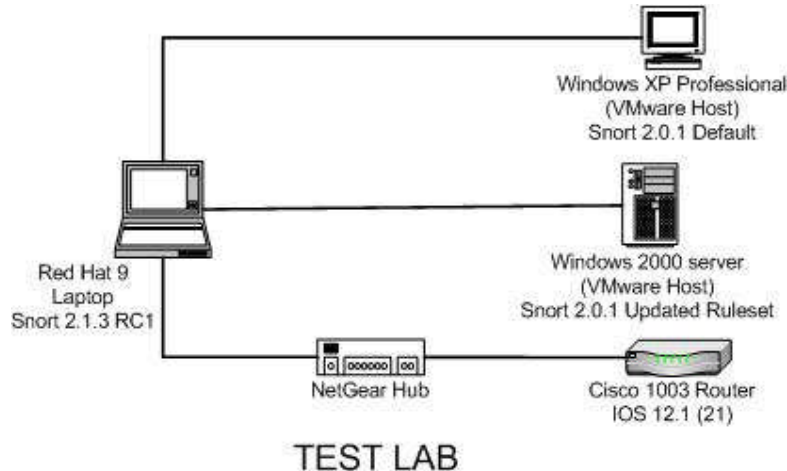 Windows XP Professional
(VMware Host)
Snort 2.0.1 Default
Red Hat 9
Laptop
Snort 2.1.3 RC1
Windows 2000 server
(VMware Host)
Snort 2.0.1 Updated Ruleset
NetGear Hub
Cisco 1003 Router
IOS 12.1 (21)
TEST LAB